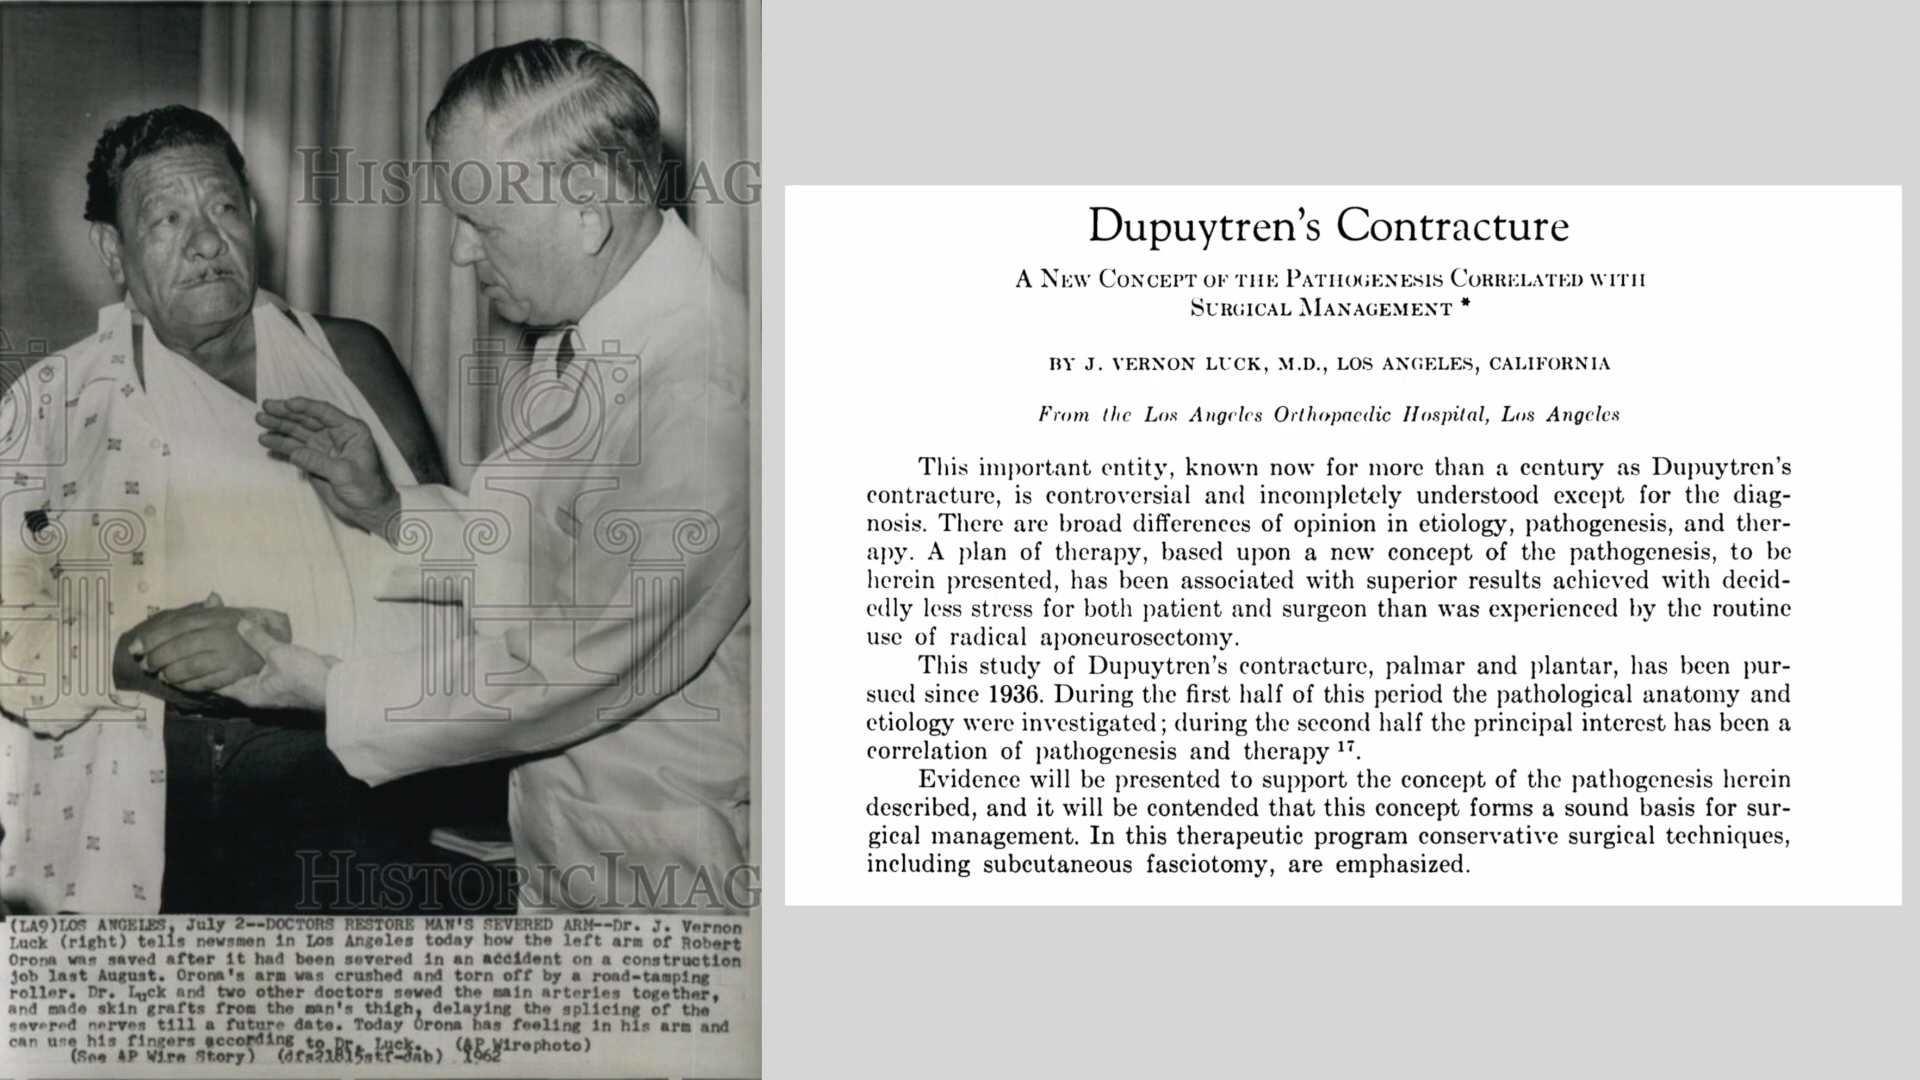 HISTORICIMAG
HISTORICIMAG
(LA9)LOS ANGELES, July 2--DOCTORS RESTORE MAN'S SEVERED ARM--Dr. J. Vernon
Luck (right) tells newsmen in Los Angeles today how the left arm of Robert
Orona was saved after it had been severed in an accident on a construction
job last August. Orona's arm was crushed and torn off by a road-tamping
roller. Dr. Luck and two other doctors sewed the main arteries together,
and made skin grafts from the man's thigh, delaying the splicing of the
severed nerves till a future date. Today Orona has feeling in his arm and
can use his fingers according to Dr. Luck. (AP Wirephoto)
(See AP Wire Story) 1962
Dupuytren's Contracture
A NEW CONCEPT OF THE PATHOGENESIS CORRELATED WITH
SURGICAL MANAGEMENT *
BY J. VERNON LUCK, M.D., LOS ANGELES, CALIFORNIA
From the Los Angeles Orthopaedic Hospital, Los Angeles
This important entity, known now for more than a century as Dupuytren's
contracture, is controversial and incompletely understood except for the diag-
nosis. There are broad differences of opinion in etiology, pathogenesis, and ther-
apy. A plan of therapy, based upon a new concept of the pathogenesis, to be
herein presented, has been associated with superior results achieved with decid-
edly less stress for both patient and surgeon than was experienced by the routine
use of radical aponeurosectomy.
This study of Dupuytren's contracture, palmar and plantar, has been pur-
sued since 1936. During the first half of this period the pathological anatomy and
etiology were investigated; during the second half the principal interest has been a
correlation of pathogenesis and therapy 17.
Evidence will be presented to support the concept of the pathogenesis herein
described, and it will be contended that this concept forms a sound basis for sur-
gical management. In this therapeutic program conservative surgical techniques,
including subcutaneous fasciotomy, are emphasized.